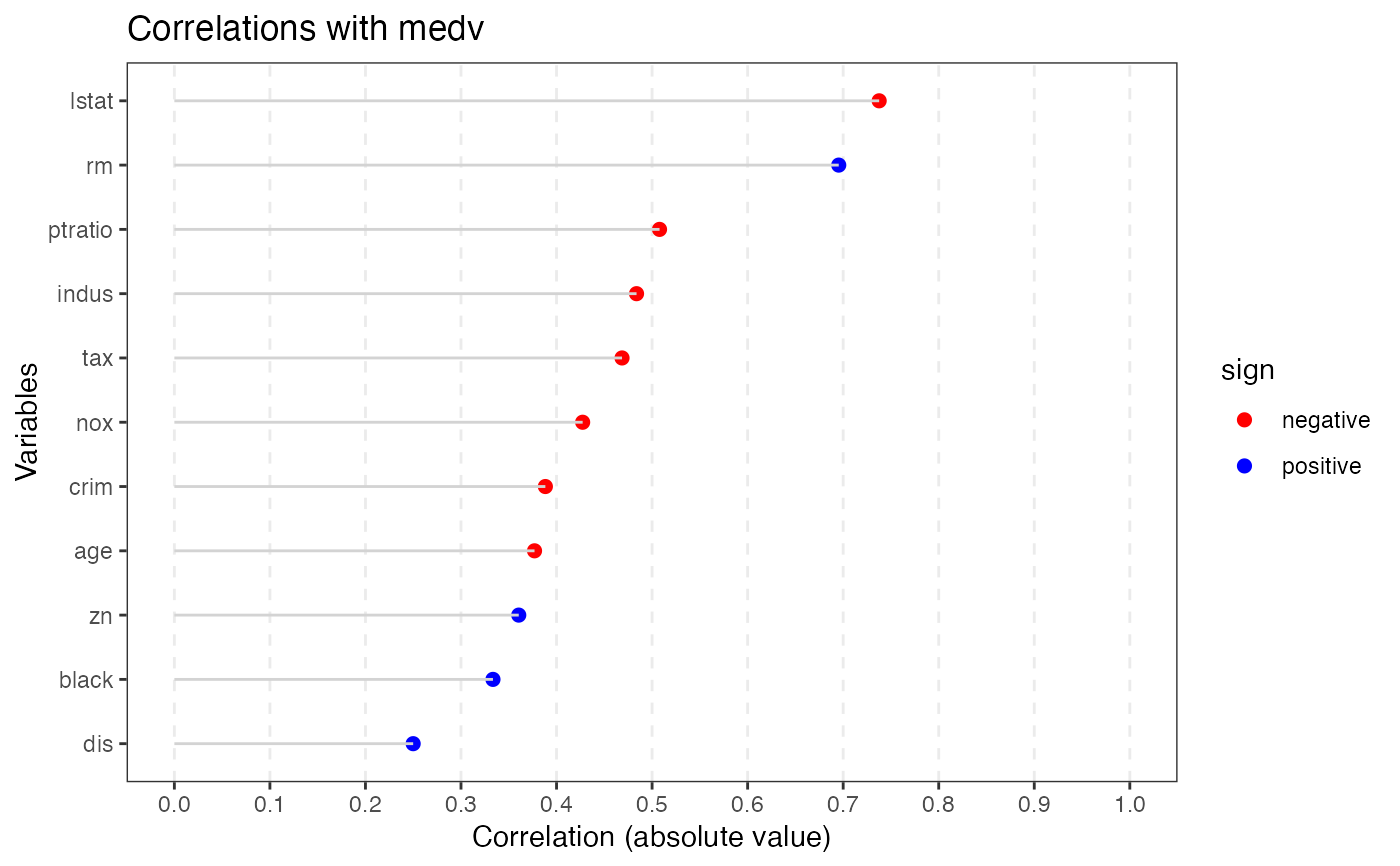 Correlations with medv
lstat
rm
ptratio
indus
tax
nox
crim
age
zn
black
dis
Variables
0.0 0.1 0.2 0.3 0.4 0.5 0.6 0.7 0.8 0.9 1.0
Correlation (absolute value)
sign
negative
positive